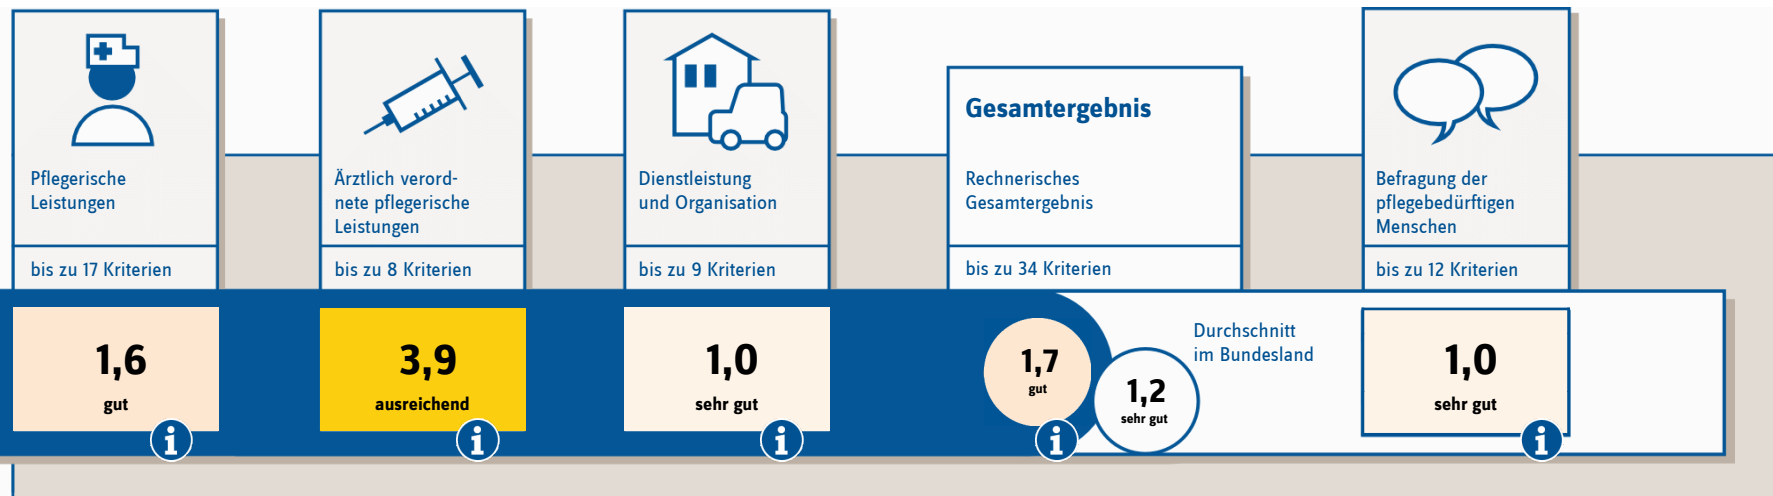 Pflegerische
Leistungen
bis zu 17 Kriterien
1,6
gut
i
Ärztlich verord-
nete pflegerische
Leistungen
bis zu 8 Kriterien
3,9
ausreichend
i
Dienstleistung
und Organisation
bis zu 9 Kriterien
1,0
sehr gut
i
Gesamtergebnis
Rechnerisches
Gesamtergebnis
bis zu 34 Kriterien
1,7
gut
i
Durchschnitt
im Bundesland
1,2
sehr gut
Befragung der
pflegebedürftigen
Menschen
bis zu 12 Kriterien
1,0
sehr gut
i